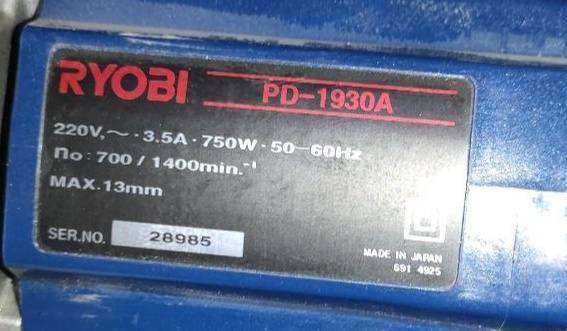 RYOBI PD-1930A
220V, ～ · 3.5A · 750W · 50-60Hz
no : 700 / 1400min.⁻¹
MAX.13mm
SER.NO. 28985
MADE IN JAPAN
691 4925